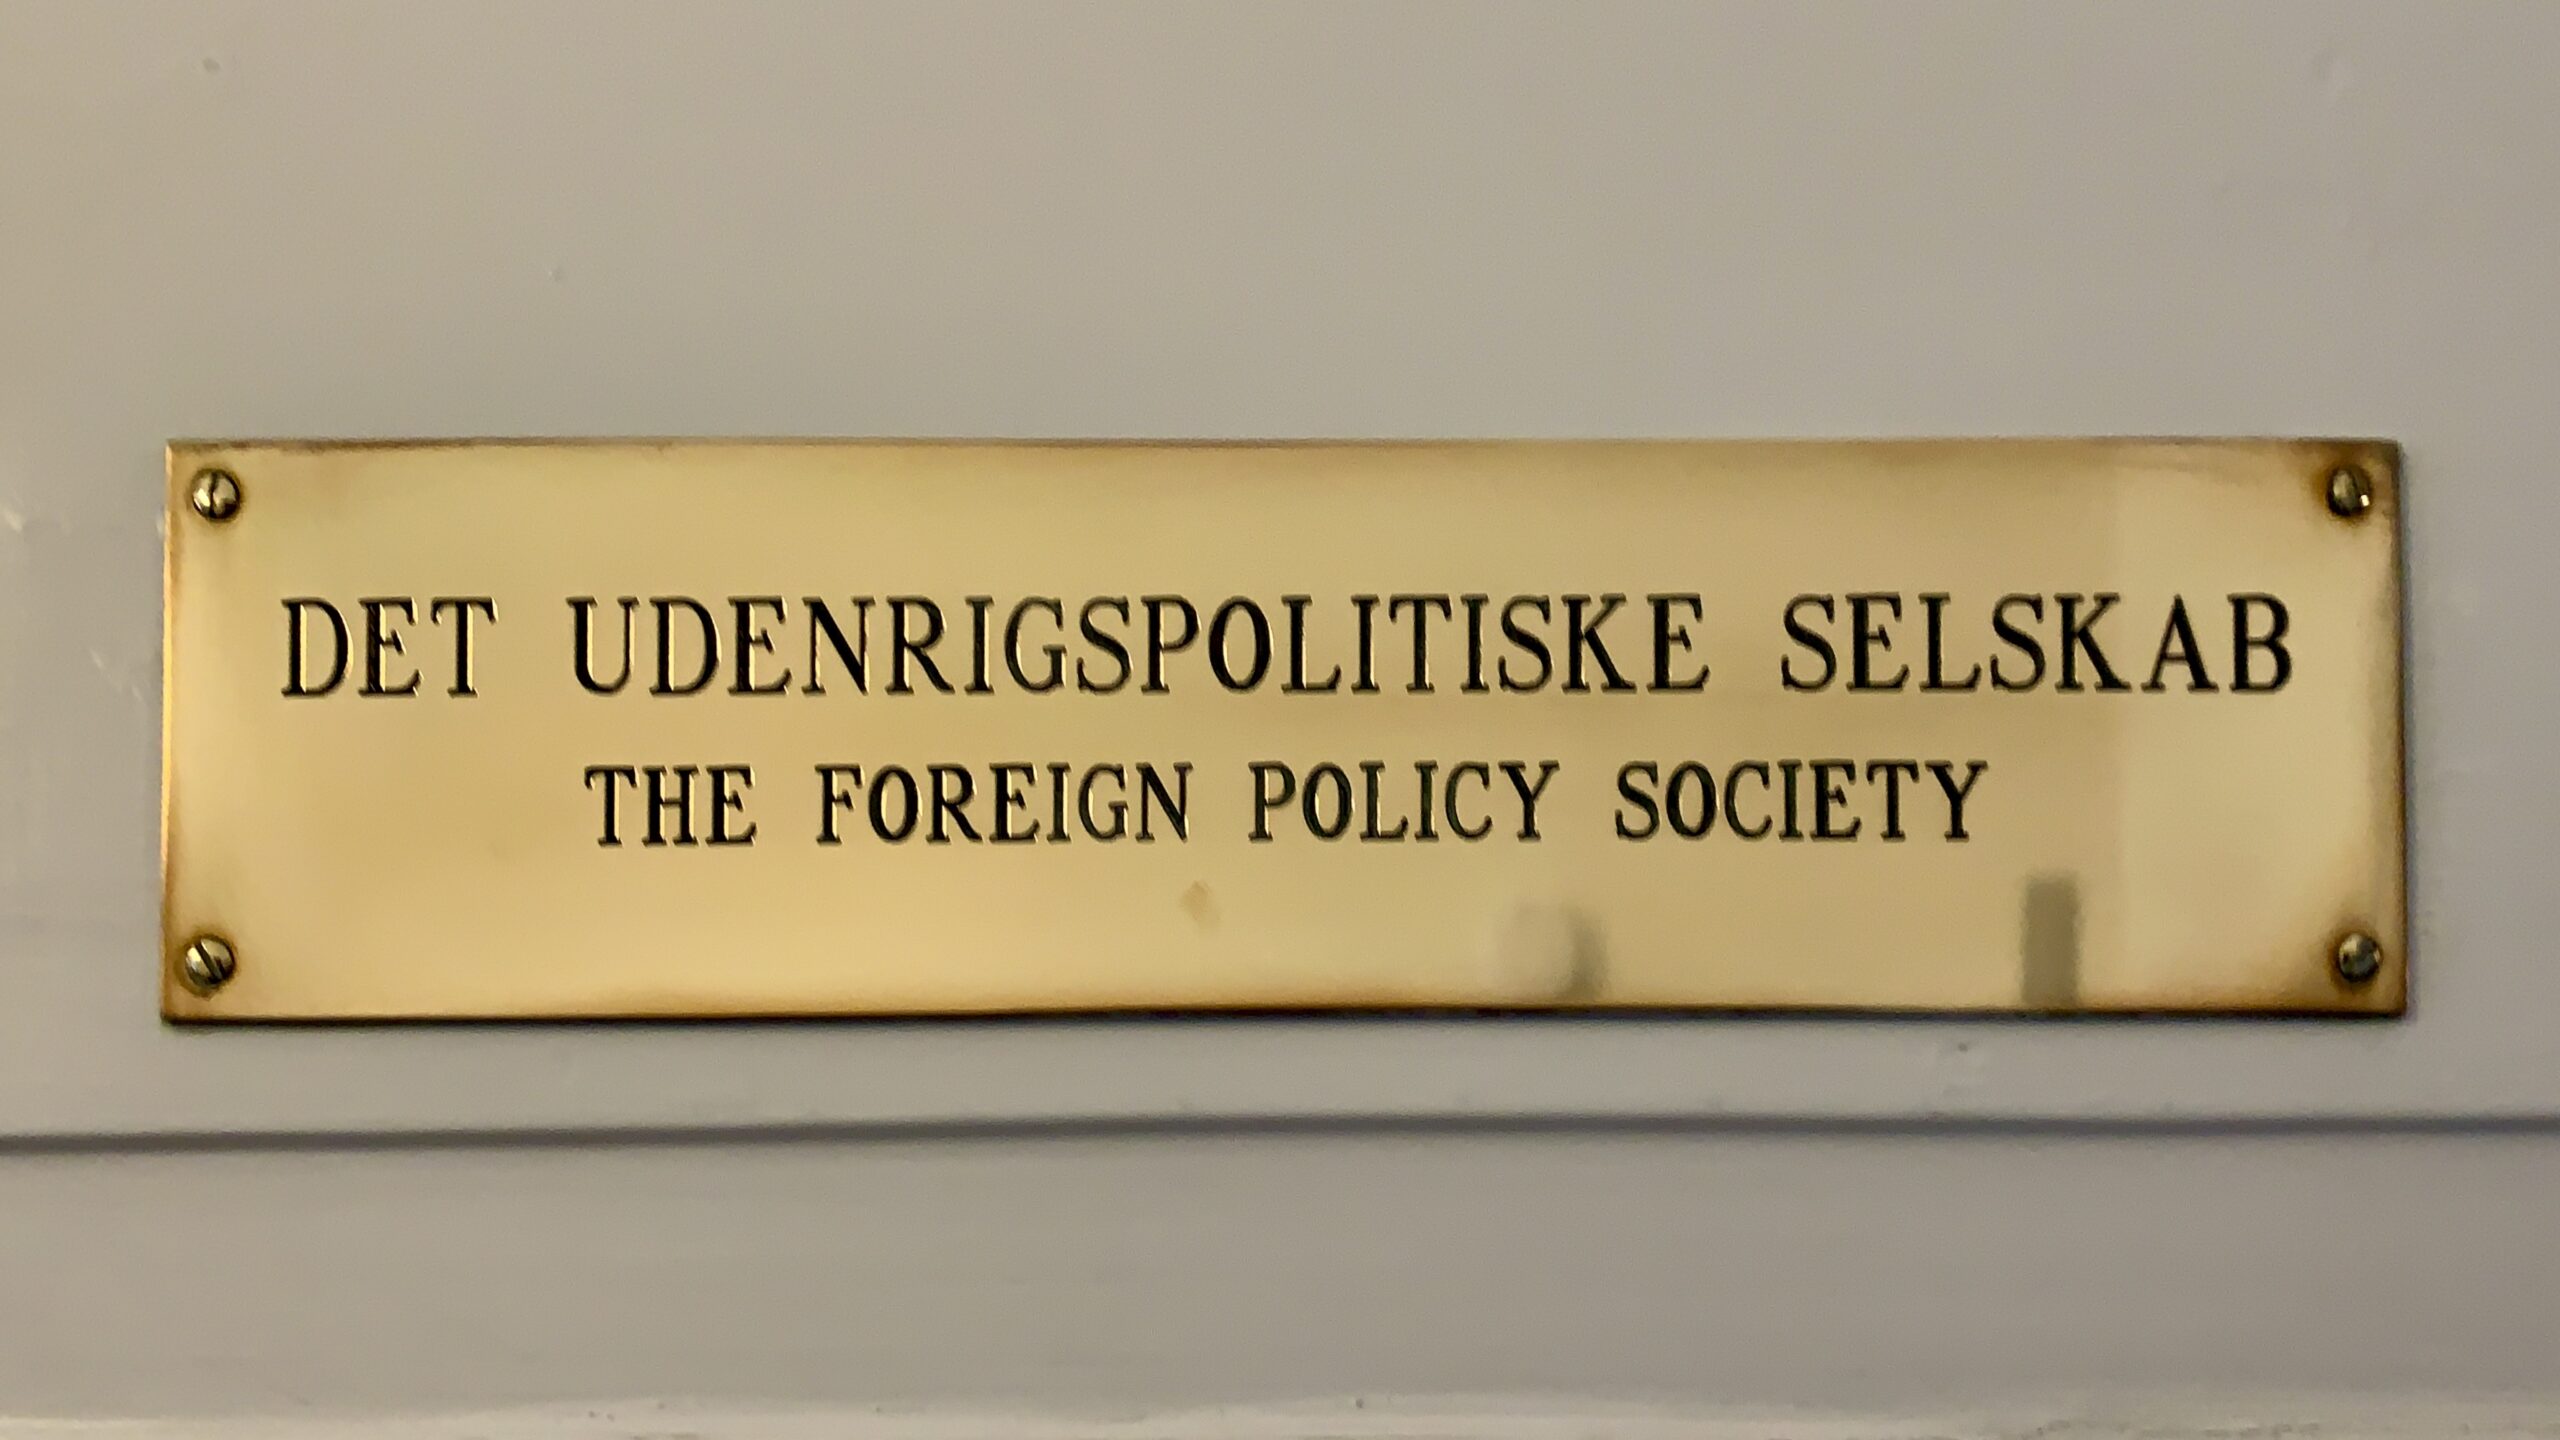 DET UDENRIGSPOLITISKE SELSKAB
THE FOREIGN POLICY SOCIETY